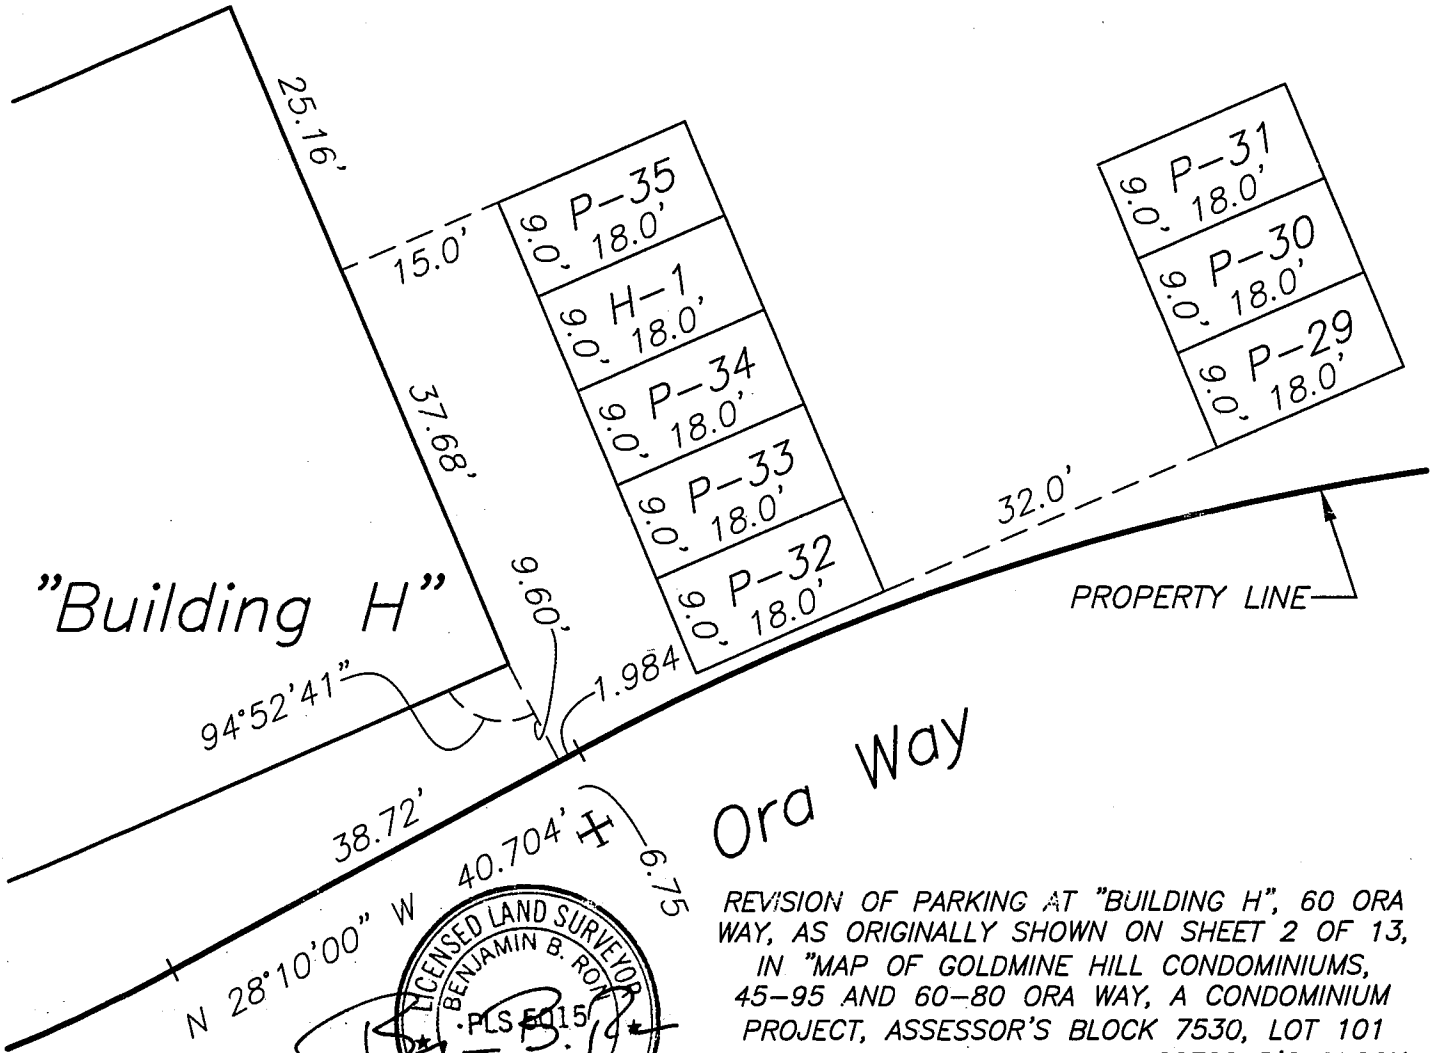 25.16'
15.0'
37.68'
9.60'
"Building H"
94°52'41"
1.984
38.72'
N 28°10'00" W 40.704'
6.75
P-35
9.0' 18.0'
H-1
9.0' 18.0'
P-34
9.0' 18.0'
P-33
9.0' 18.0'
P-32
9.0' 18.0'
P-31
9.0' 18.0'
P-30
9.0' 18.0'
P-29
9.0' 18.0'
32.0'
PROPERTY LINE
Ora Way
LICENSED LAND SURVEYOR
BENJAMIN B. RON
PLS 5015
REVISION OF PARKING AT "BUILDING H", 60 ORA
WAY, AS ORIGINALLY SHOWN ON SHEET 2 OF 13,
IN "MAP OF GOLDMINE HILL CONDOMINIUMS,
45-95 AND 60-80 ORA WAY, A CONDOMINIUM
PROJECT, ASSESSOR'S BLOCK 7530, LOT 101